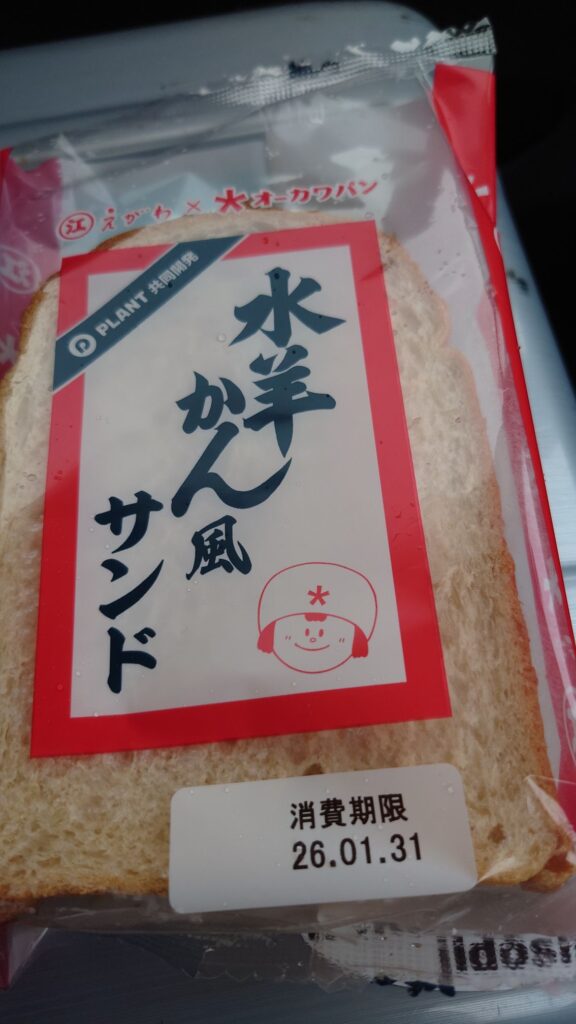 江 えがわ × オーカワパン
P PLANT 共同開発
水羊
かん風
サンド
消費期限
26.01.31